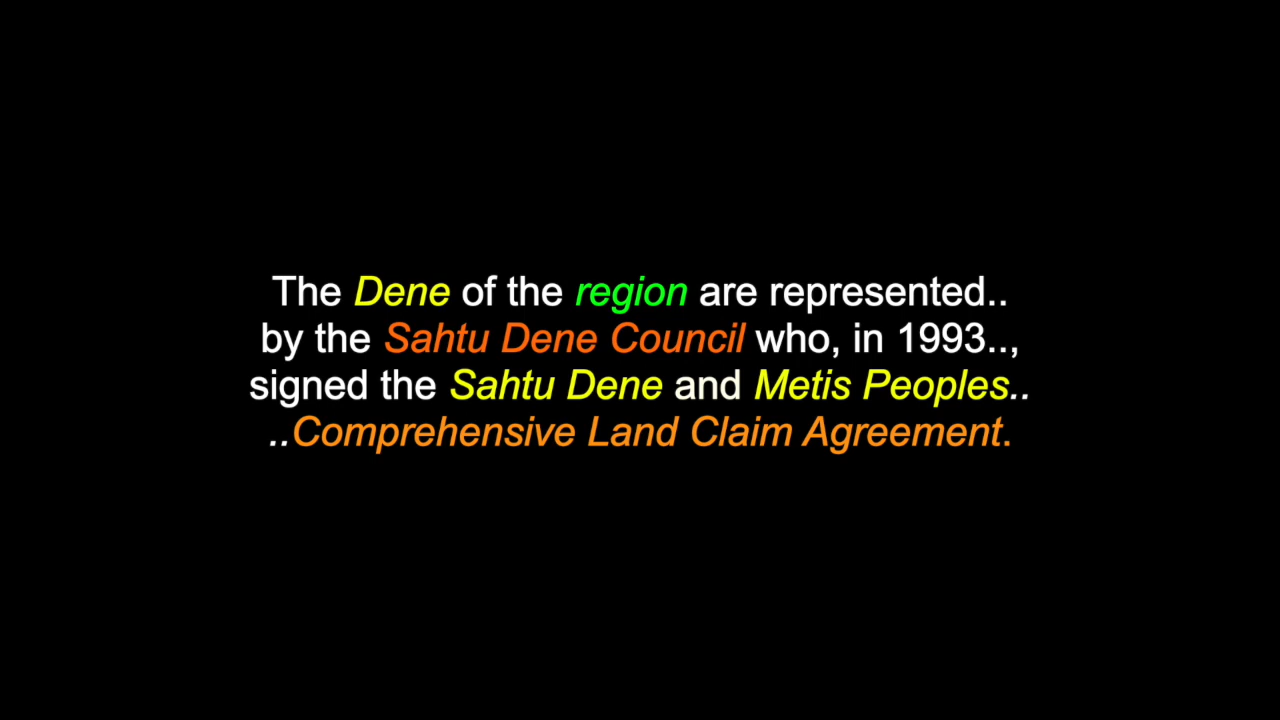 The Dene of the region are represented..
by the Sahtu Dene Council who, in 1993..,
signed the Sahtu Dene and Metis Peoples..
..Comprehensive Land Claim Agreement.